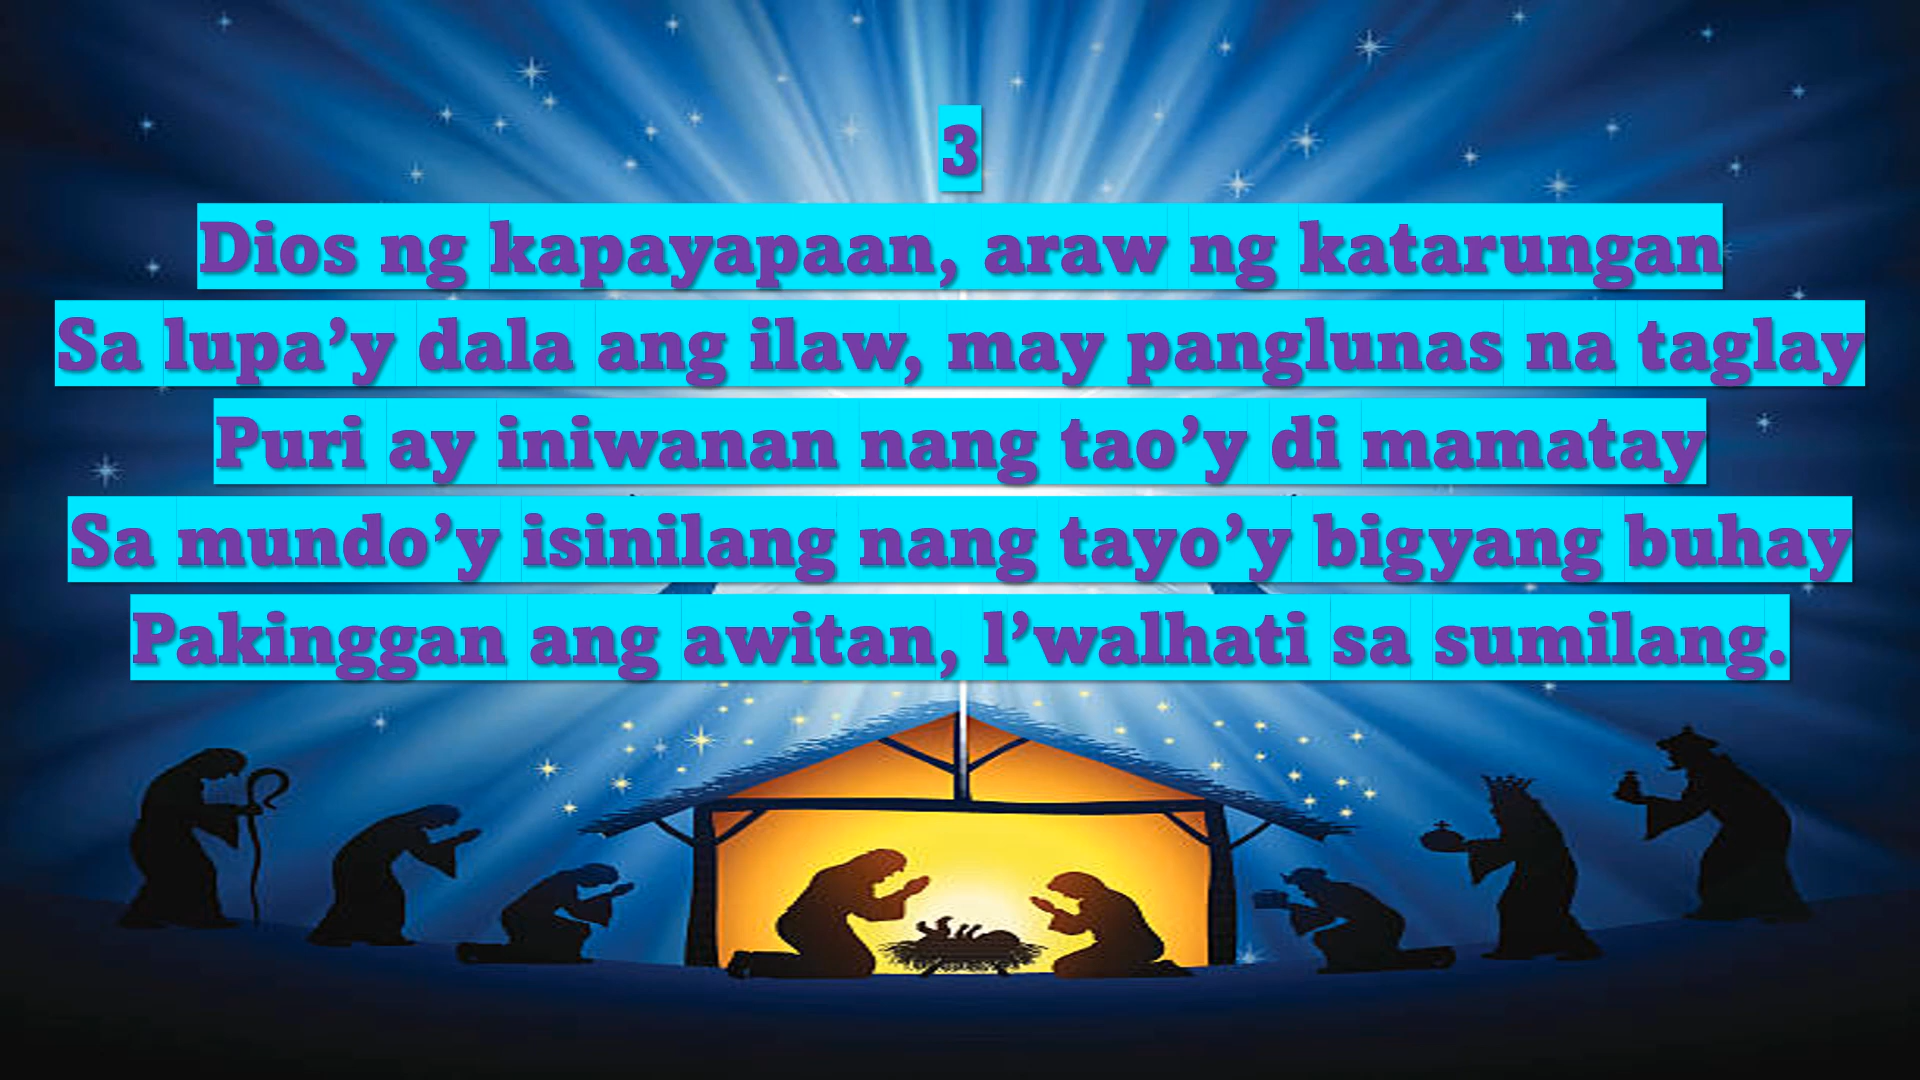 3
Dios ng kapayapaan, araw ng katarungan
Sa lupa’y dala ang ilaw, may panglunas na taglay
Puri ay iniwanan nang tao’y di mamatay
Sa mundo’y isinilang nang tayo’y bigyang buhay
Pakinggan ang awitan, l’walhati sa sumilang.